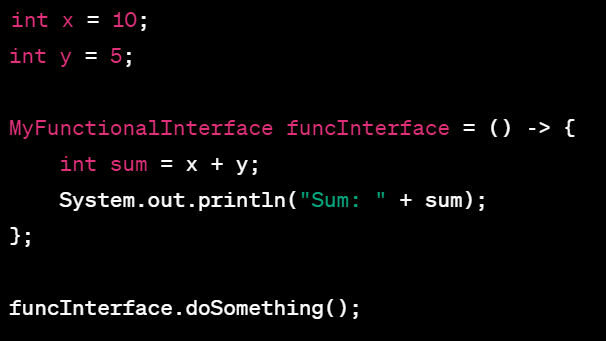 int x = 10;
int y = 5;
MyFunctionalInterface funcInterface = () -> {
    int sum = x + y;
    System.out.println("Sum: " + sum);
};
funcInterface.doSomething();